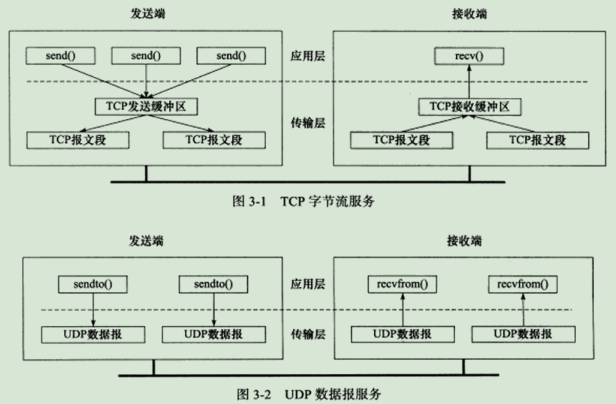 发送端 接收端
send() send() send() 应用层 recv()
TCP发送缓冲区 TCP接收缓冲区
传输层
TCP报文段 TCP报文段 TCP报文段 TCP报文段
图 3-1 TCP 字节流服务
发送端 接收端
sendto() sendto() 应用层 recvfrom() recvfrom()
UDP数据报 UDP数据报 传输层 UDP数据报 UDP数据报
图 3-2 UDP 数据报服务